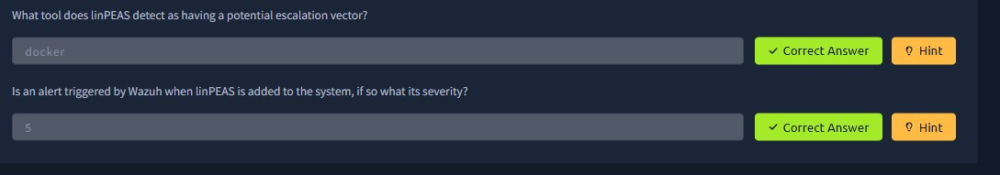 What tool does linPEAS detect as having a potential escalation vector?
docker
Correct Answer
Hint
Is an alert triggered by Wazuh when linPEAS is added to the system, if so what its severity?
5
Correct Answer
Hint